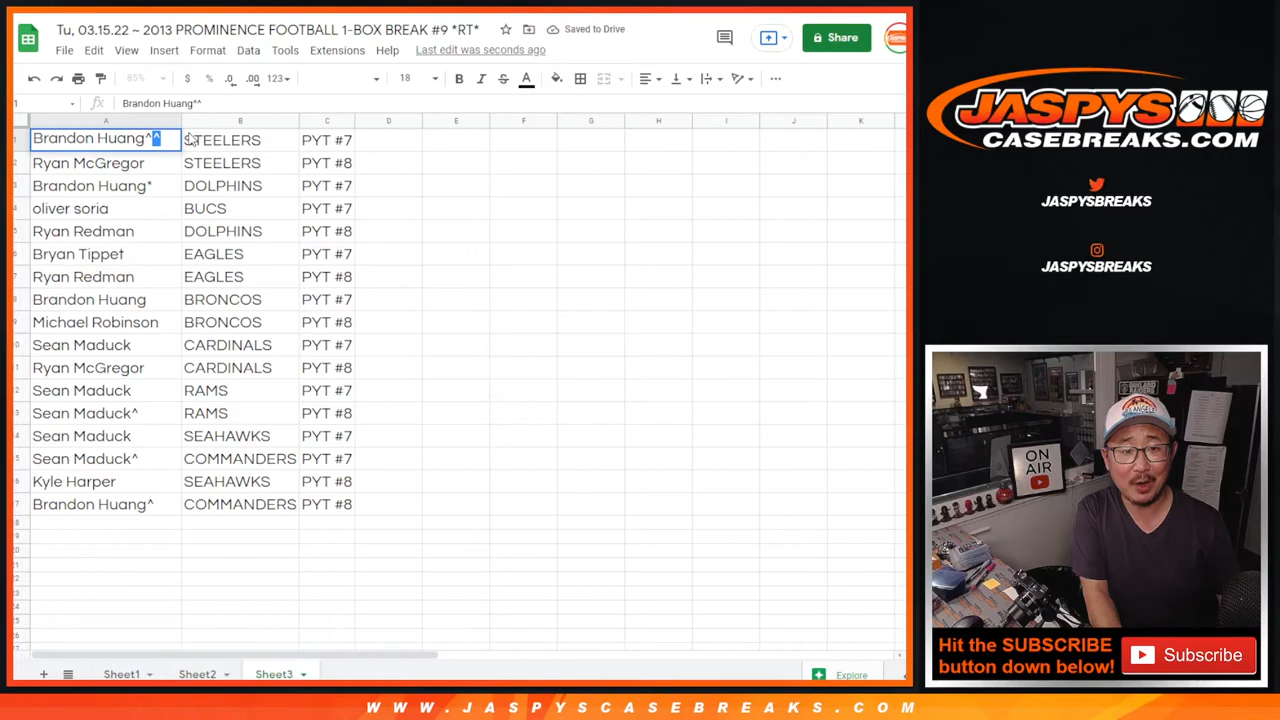 Tu, 03.15.22 ~ 2013 PROMINENCE FOOTBALL 1-BOX BREAK #9 *RT*
Saved to Drive
File Edit View Insert Format Data Tools Extensions Help Last edit was seconds ago
Share
85% $ % .0 .00 123 18 B I S A
fx Brandon Huang^^
A B C D E F G H I J K
Brandon Huang^^ STEELERS PYT #7
Ryan McGregor STEELERS PYT #8
Brandon Huang* DOLPHINS PYT #7
oliver soria BUCS PYT #7
Ryan Redman DOLPHINS PYT #8
Bryan Tippet EAGLES PYT #7
Ryan Redman EAGLES PYT #8
Brandon Huang BRONCOS PYT #7
Michael Robinson BRONCOS PYT #8
Sean Maduck CARDINALS PYT #7
Ryan McGregor CARDINALS PYT #8
Sean Maduck RAMS PYT #7
Sean Maduck^ RAMS PYT #8
Sean Maduck SEAHAWKS PYT #7
Sean Maduck^ COMMANDERS PYT #7
Kyle Harper SEAHAWKS PYT #8
Brandon Huang^ COMMANDERS PYT #8
Sheet1 Sheet2 Sheet3
Explore
JASPYS
CASEBREAKS.COM
JASPYSBREAKS
JASPYSBREAKS
ON
AIR
Hit the SUBSCRIBE
button down below!
Subscribe
WWW.JASPYSCASEBREAKS.COM